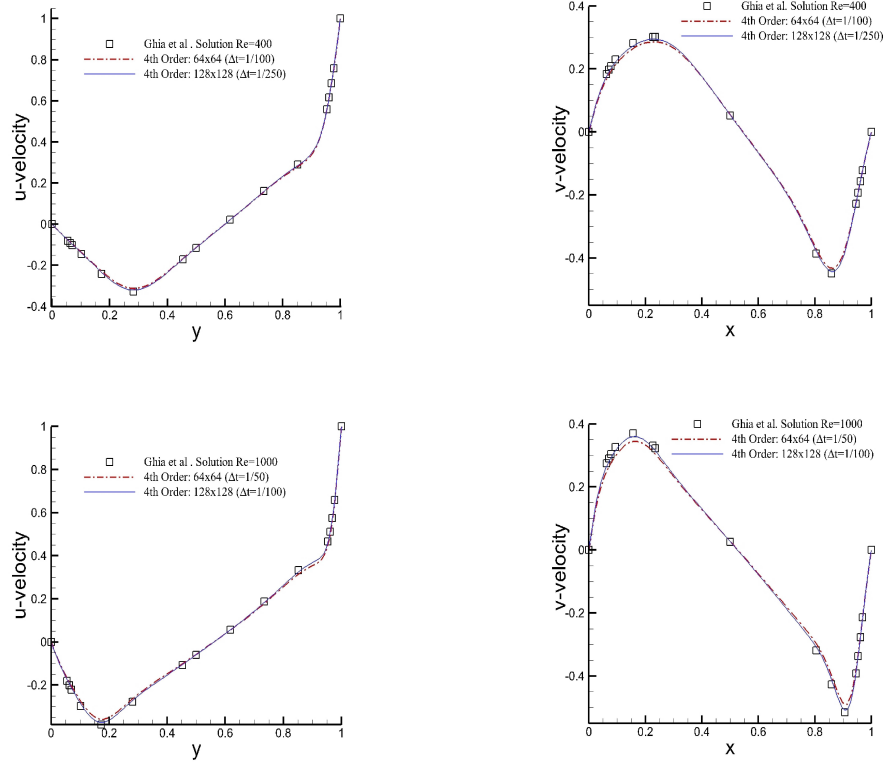 Ghia et al . Solution Re=400
4th Order: 64x64 (Δt=1/100)
4th Order: 128x128 (Δt=1/250)
u-velocity
1
0.8
0.6
0.4
0.2
0
-0.2
-0.4
0
0.2
0.4
0.6
0.8
1
y
Ghia et al. Solution Re=400
4th Order: 64x64 (Δt=1/100)
4th Order: 128x128 (Δt=1/250)
v-velocity
0.4
0.2
0
-0.2
-0.4
0
0.2
0.4
0.6
0.8
1
x
Ghia et al . Solution Re=1000
4th Order: 64x64 (Δt=1/50)
4th Order: 128x128 (Δt=1/100)
u-velocity
1
0.8
0.6
0.4
0.2
0
-0.2
0
0.2
0.4
0.6
0.8
1
y
Ghia et al. Solution Re=1000
4th Order: 64x64 (Δt=1/50)
4th Order: 128x128 (Δt=1/100)
v-velocity
0.4
0.2
0
-0.2
-0.4
0
0.2
0.4
0.6
0.8
1
x